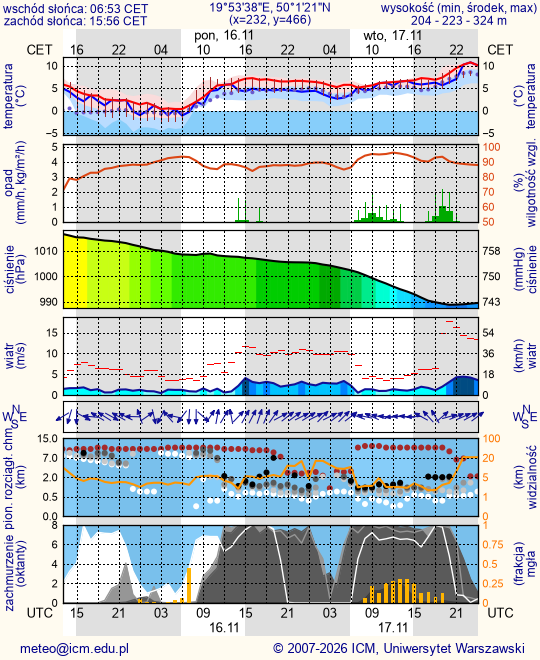 wschód słońca: 06:53 CET 19°53'38"E, 50°1'21"N wysokość (min, środek, max)
zachód słońca: 15:56 CET (x=232, y=466) 204 - 223 - 324 m
pon, 16.11 wto, 17.11
CET 16 22 04 10 16 22 04 10 16 22 CET
temperatura (°C) 10 5 0 -5 10 5 0 -5 (°C) temperatura
opad (mm/h, kg/m²/h) 5 4 3 2 1 0 100 90 80 70 60 50 (%) wilgotność wzgl.
ciśnienie (hPa) 1010 1000 990 758 750 743 (mmHg) ciśnienie
wiatr (m/s) 15 10 5 0 54 36 18 0 (km/h) wiatr
N W E S N W E S
pion. rozciągł. chm. (km) 15.0 7.0 2.0 0.5 0.0 100 20 5 1 0 (km) widzialność
zachmurzenie (oktanty) 8 6 4 2 0 1 0.75 0.5 0.25 0 (frakcja) mgła
UTC 15 21 03 09 15 21 03 09 15 21 UTC
16.11 17.11
meteo@icm.edu.pl © 2007-2026 ICM, Uniwersytet Warszawski